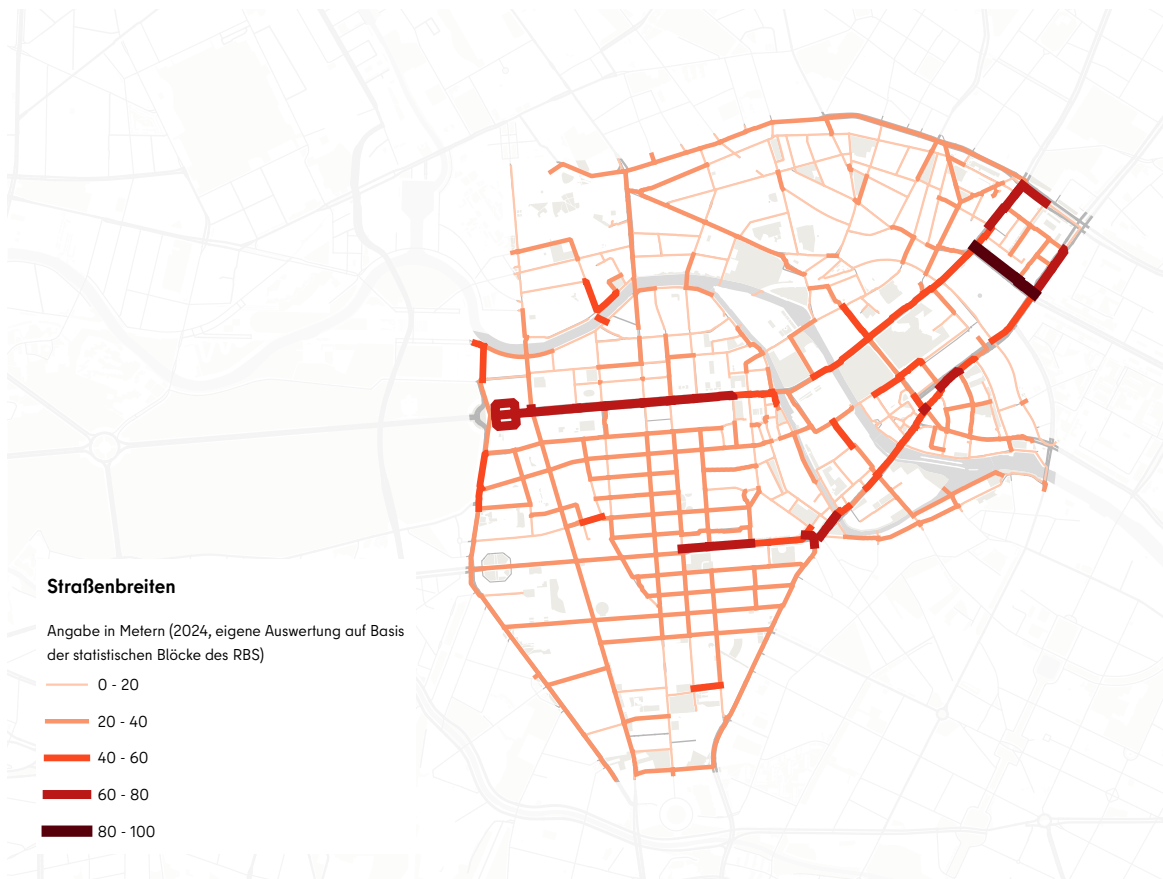 Straßenbreiten
Angabe in Metern (2024, eigene Auswertung auf Basis
der statistischen Blöcke des RBS)
0 - 20
20 - 40
40 - 60
60 - 80
80 - 100